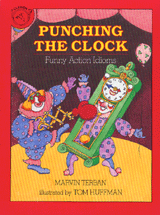 PUNCHING
THE CLOCK
Funny Action Idioms
MARVIN TERBAN
illustrated by TOM HUFFMAN